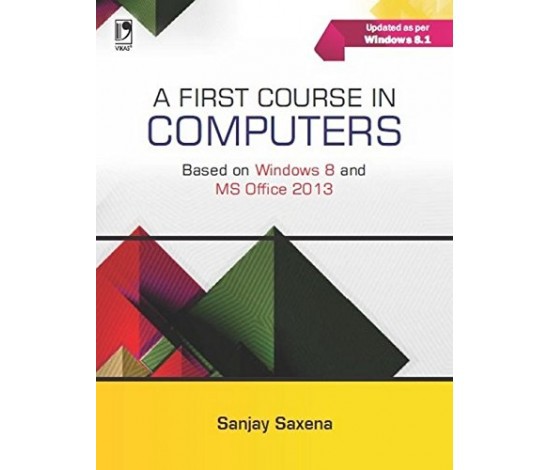 VIKAS
Updated as per
Windows 8.1
A FIRST COURSE IN
COMPUTERS
Based on Windows 8 and
MS Office 2013
Sanjay Saxena